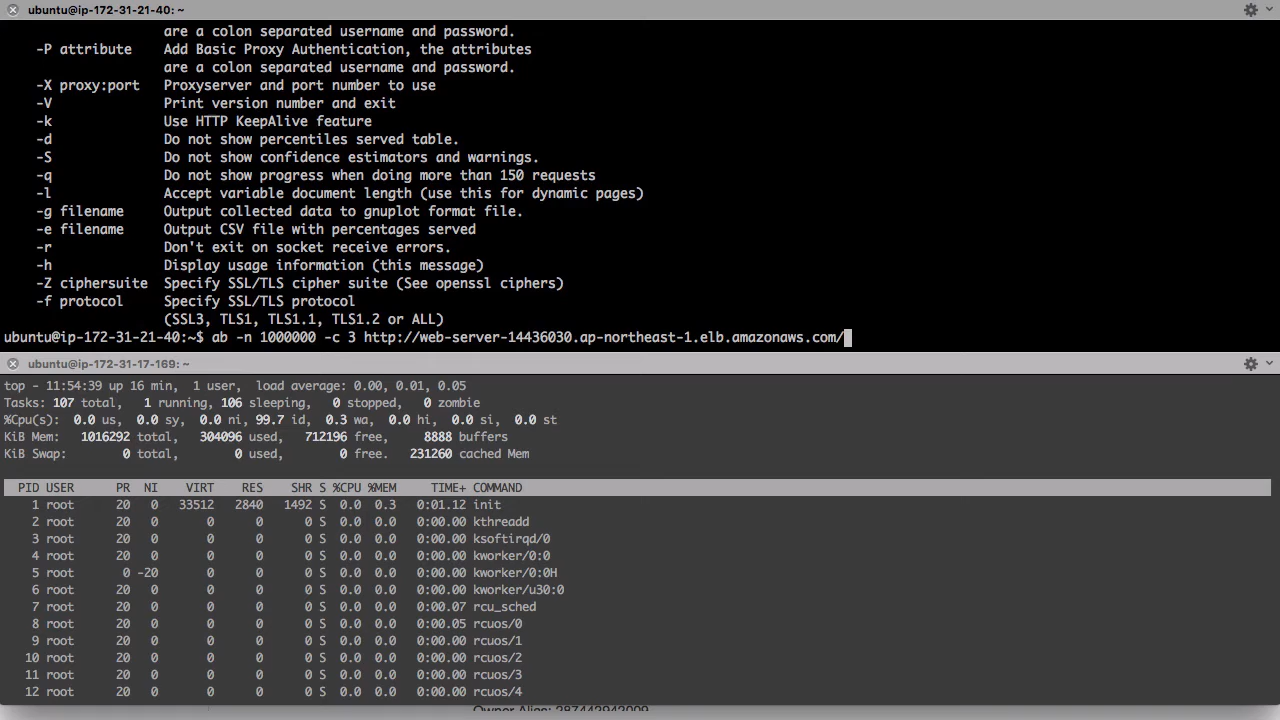 ubuntu@ip-172-31-21-40: ~
are a colon separated username and password.
-P attribute    Add Basic Proxy Authentication, the attributes
are a colon separated username and password.
-X proxy:port   Proxyserver and port number to use
-V              Print version number and exit
-k              Use HTTP KeepAlive feature
-d              Do not show percentiles served table.
-S              Do not show confidence estimators and warnings.
-q              Do not show progress when doing more than 150 requests
-l              Accept variable document length (use this for dynamic pages)
-g filename     Output collected data to gnuplot format file.
-e filename     Output CSV file with percentages served
-r              Don't exit on socket receive errors.
-h              Display usage information (this message)
-Z ciphersuite  Specify SSL/TLS cipher suite (See openssl ciphers)
-f protocol     Specify SSL/TLS protocol
(SSL3, TLS1, TLS1.1, TLS1.2 or ALL)
ubuntu@ip-172-31-21-40:~$ ab -n 1000000 -c 3 http://web-server-14436030.ap-northeast-1.elb.amazonaws.com/
ubuntu@ip-172-31-17-169: ~
top - 11:54:39 up 16 min,  1 user,  load average: 0.00, 0.01, 0.05
Tasks: 107 total,   1 running, 106 sleeping,   0 stopped,   0 zombie
%Cpu(s):  0.0 us,  0.0 sy,  0.0 ni, 99.7 id,  0.3 wa,  0.0 hi,  0.0 si,  0.0 st
KiB Mem:   1016292 total,   304096 used,   712196 free,     8888 buffers
KiB Swap:        0 total,        0 used,        0 free.   231260 cached Mem
PID USER      PR  NI    VIRT    RES    SHR S %CPU %MEM     TIME+ COMMAND
1 root      20   0   33512   2840   1492 S  0.0  0.3   0:01.12 init
2 root      20   0       0      0      0 S  0.0  0.0   0:00.00 kthreadd
3 root      20   0       0      0      0 S  0.0  0.0   0:00.00 ksoftirqd/0
4 root      20   0       0      0      0 S  0.0  0.0   0:00.00 kworker/0:0
5 root       0 -20       0      0      0 S  0.0  0.0   0:00.00 kworker/0:0H
6 root      20   0       0      0      0 S  0.0  0.0   0:00.00 kworker/u30:0
7 root      20   0       0      0      0 S  0.0  0.0   0:00.07 rcu_sched
8 root      20   0       0      0      0 S  0.0  0.0   0:00.05 rcuos/0
9 root      20   0       0      0      0 S  0.0  0.0   0:00.00 rcuos/1
10 root      20   0       0      0      0 S  0.0  0.0   0:00.00 rcuos/2
11 root      20   0       0      0      0 S  0.0  0.0   0:00.00 rcuos/3
12 root      20   0       0      0      0 S  0.0  0.0   0:00.00 rcuos/4
Owner Alias: 287442942009